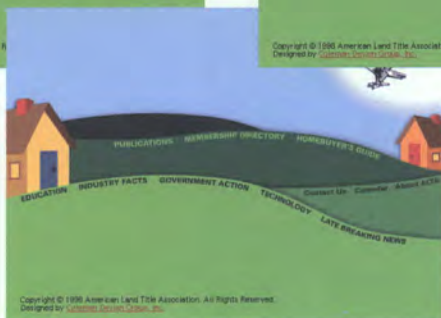 Copyright © 1998 American Land Title Associat
Designed by
PUBLICATIONS MEMBERSHIP DIRECTORY HOMEBUYER'S GUIDE
EDUCATION INDUSTRY FACTS GOVERNMENT ACTION TECHNOLOGY LATE BREAKING NEWS
Contact Us Calendar About ALTA
Copyright © 1998 American Land Title Association. All Rights Reserved.
Designed by Design Group, Inc.